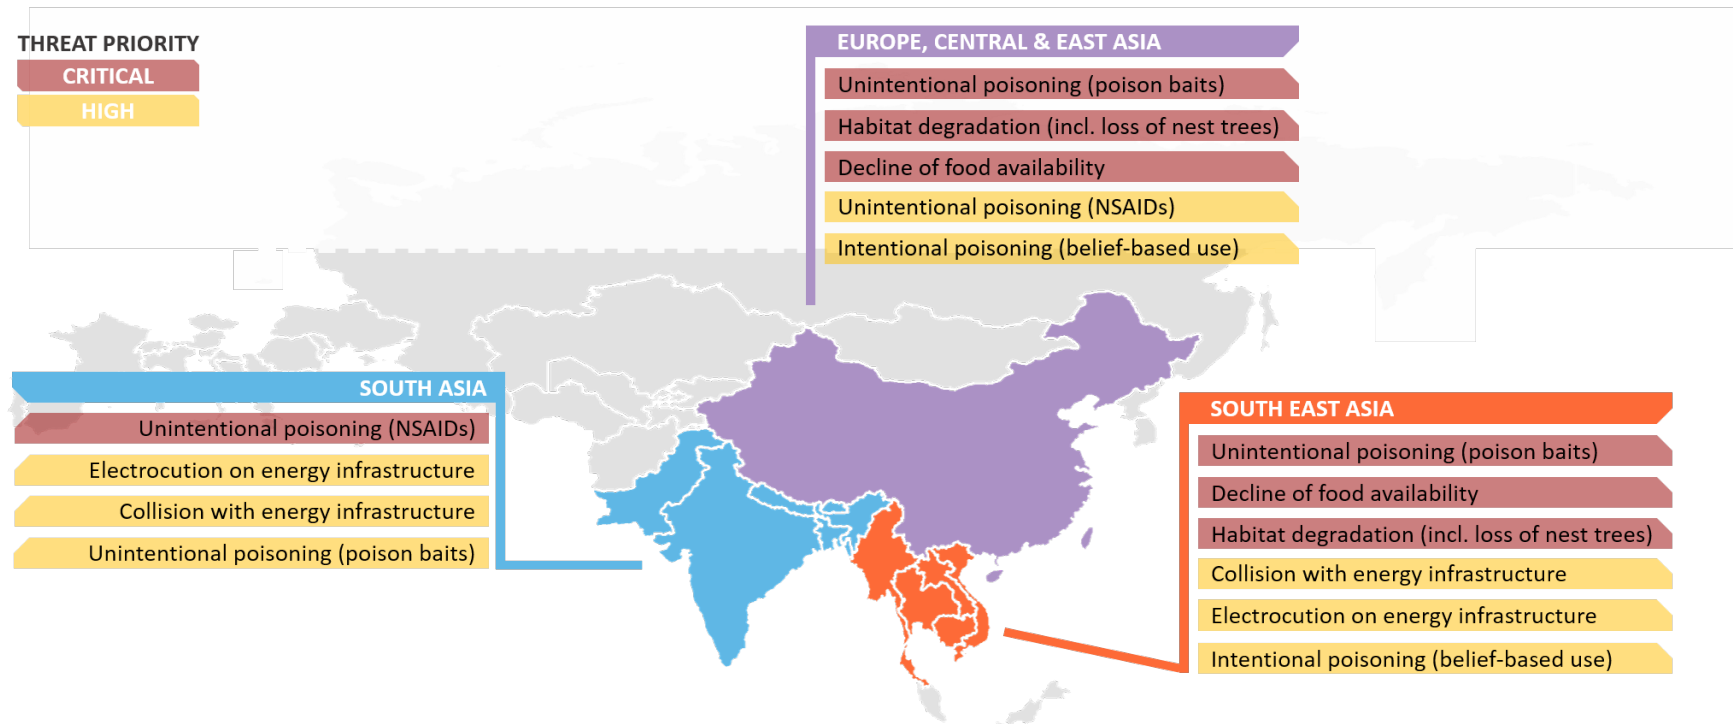 THREAT PRIORITY
CRITICAL
HIGH
EUROPE, CENTRAL & EAST ASIA
Unintentional poisoning (poison baits)
Habitat degradation (incl. loss of nest trees)
Decline of food availability
Unintentional poisoning (NSAIDs)
Intentional poisoning (belief-based use)
SOUTH ASIA
Unintentional poisoning (NSAIDs)
Electrocution on energy infrastructure
Collision with energy infrastructure
Unintentional poisoning (poison baits)
SOUTH EAST ASIA
Unintentional poisoning (poison baits)
Decline of food availability
Habitat degradation (incl. loss of nest trees)
Collision with energy infrastructure
Electrocution on energy infrastructure
Intentional poisoning (belief-based use)